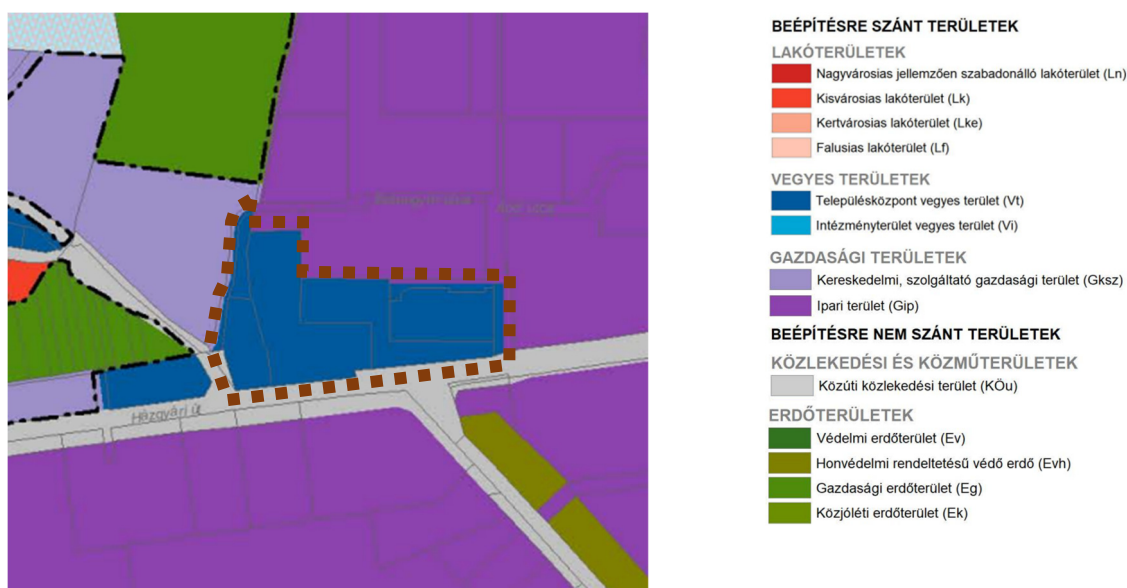 Házgyári út
BEÉPÍTÉSRE SZÁNT TERÜLETEK
LAKÓTERÜLETEK
Nagyvárosias jellemzően szabadonálló lakóterület (Ln)
Kisvárosias lakóterület (Lk)
Kertvárosias lakóterület (Lke)
Falusias lakóterület (Lf)
VEGYES TERÜLETEK
Településközpont vegyes terület (Vt)
Intézményterület vegyes terület (Vi)
GAZDASÁGI TERÜLETEK
Kereskedelmi, szolgáltató gazdasági terület (Gksz)
Ipari terület (Gip)
BEÉPÍTÉSRE NEM SZÁNT TERÜLETEK
KÖZLEKEDÉSI ÉS KÖZMŰTERÜLETEK
Közúti közlekedési terület (KÖu)
ERDŐTERÜLETEK
Védelmi erdőterület (Ev)
Honvédelmi rendeltetésű védő erdő (Evh)
Gazdasági erdőterület (Eg)
Közjóléti erdőterület (Ek)